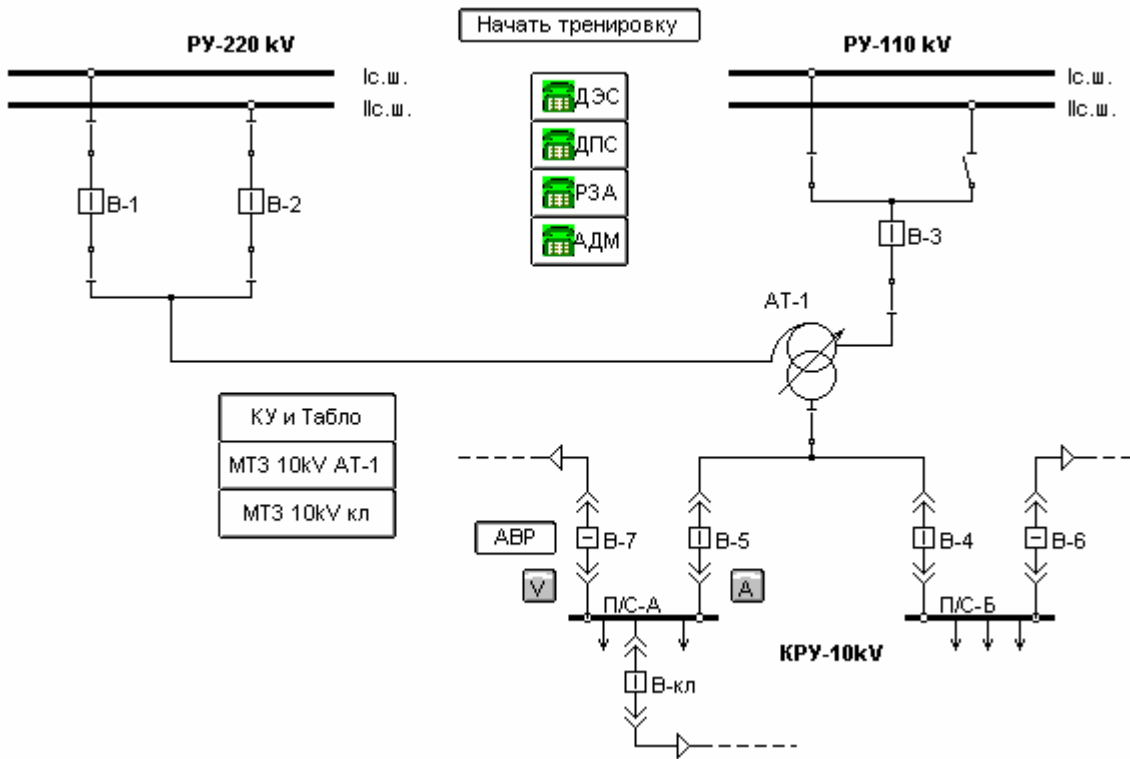 Начать тренировку
РУ-220 kV
РУ-110 kV
Iс.ш.
IIс.ш.
Iс.ш.
IIс.ш.
ДЭС
ДПС
РЗА
АДМ
В-1
В-2
В-3
АТ-1
КУ и Табло
МТЗ 10kV АТ-1
МТЗ 10kV кл
АВР
В-7
В-5
В-4
В-6
V
A
П/С-А
П/С-Б
КРУ-10kV
В-кл